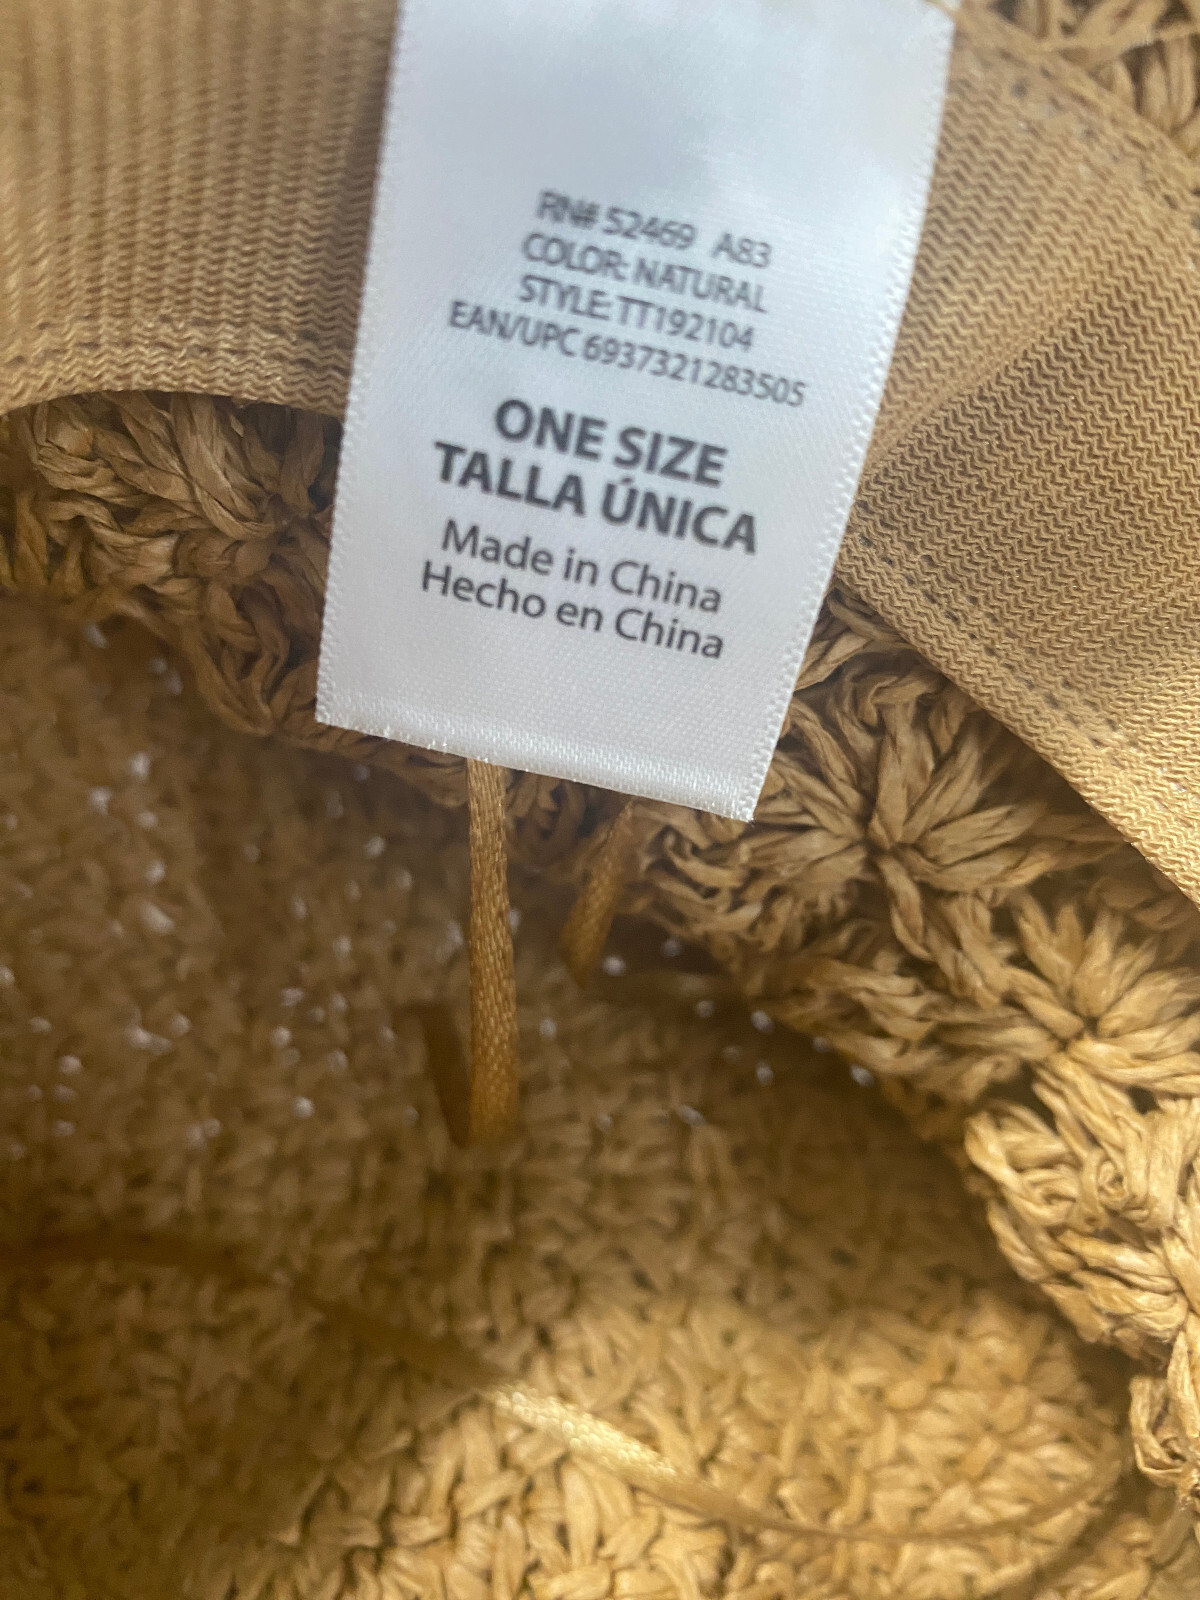 RN# 52469 A83
COLOR: NATURAL
STYLE: TT192104
EAN/UPC 6937321283505
ONE SIZE
TALLA ÚNICA
Made in China
Hecho en China